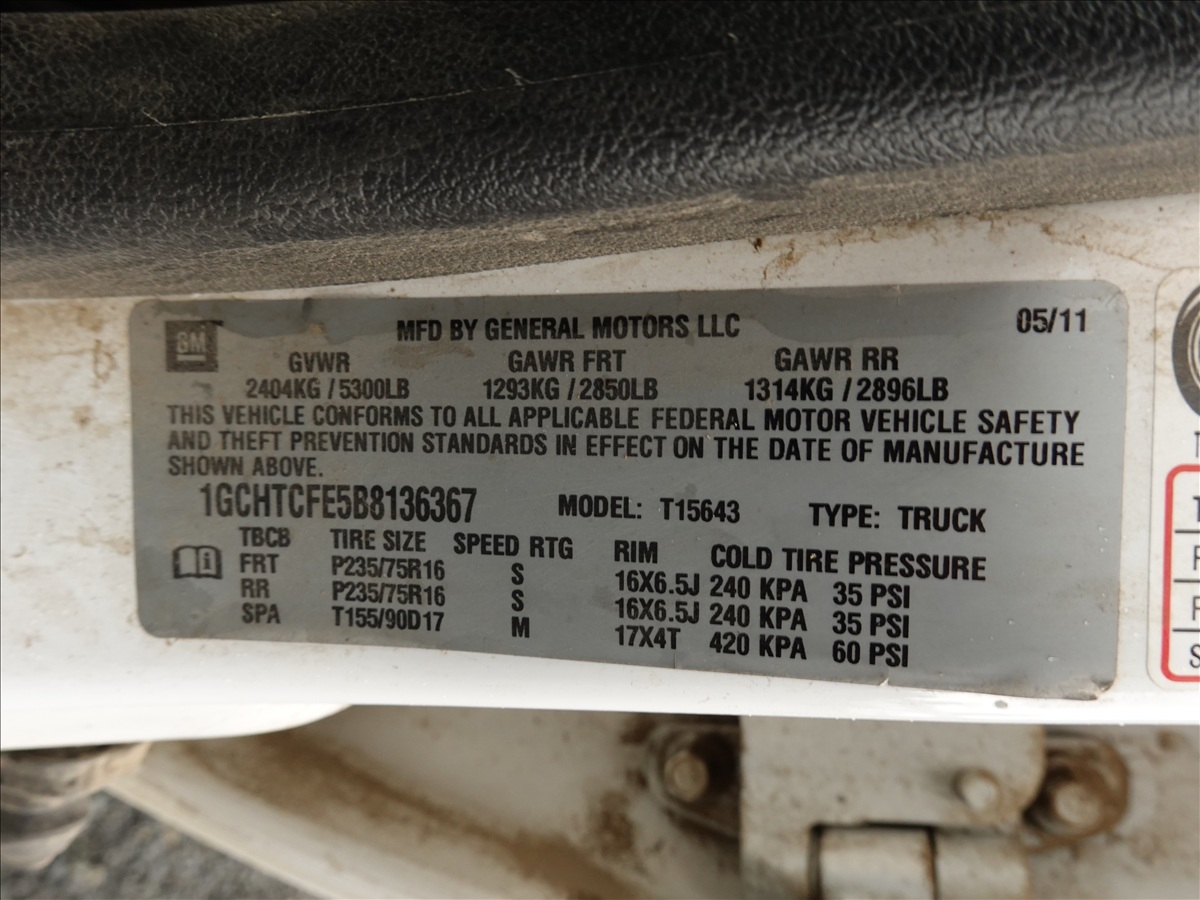 GM
MFD BY GENERAL MOTORS LLC 05/11
GVWR GAWR FRT GAWR RR
2404KG / 5300LB 1293KG / 2850LB 1314KG / 2896LB
THIS VEHICLE CONFORMS TO ALL APPLICABLE FEDERAL MOTOR VEHICLE SAFETY
AND THEFT PREVENTION STANDARDS IN EFFECT ON THE DATE OF MANUFACTURE
SHOWN ABOVE.
1GCHTCFE5B8136367 MODEL: T15643 TYPE: TRUCK
TBCB TIRE SIZE SPEED RTG RIM COLD TIRE PRESSURE
FRT P235/75R16 S 16X6.5J 240 KPA 35 PSI
RR P235/75R16 S 16X6.5J 240 KPA 35 PSI
SPA T155/90D17 M 17X4T 420 KPA 60 PSI